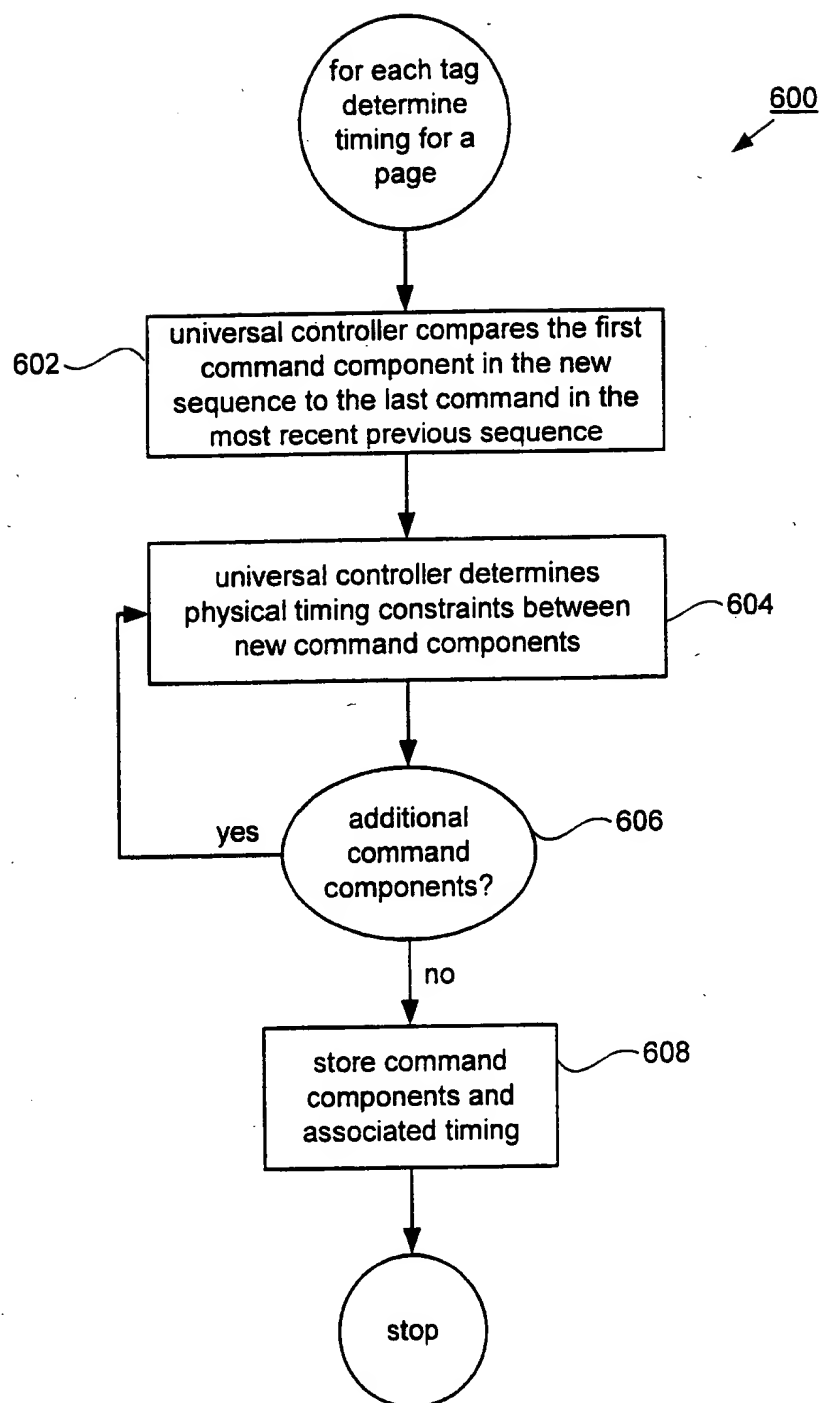 for each tag
determine
timing for a
page
600
602
universal controller compares the first
command component in the new
sequence to the last command in the
most recent previous sequence
universal controller determines
physical timing constraints between
new command components
604
additional
command
components?
606
yes
no
store command
components and
associated timing
608
stop